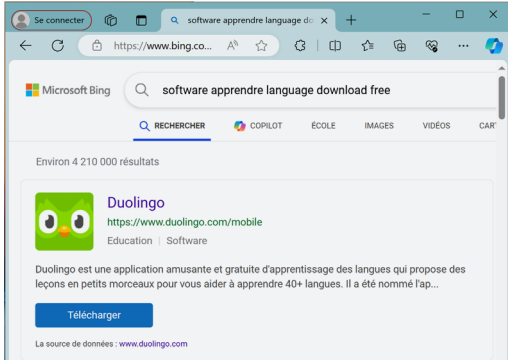 Se connecter
software apprendre language do
https://www.bing.co...
Microsoft Bing
software apprendre language download free
RECHERCHER
COPILOT
ÉCOLE
IMAGES
VIDÉOS
CAR
Environ 4 210 000 résultats
Duolingo
https://www.duolingo.com/mobile
Education | Software
Duolingo est une application amusante et gratuite d'apprentissage des langues qui propose des
leçons en petits morceaux pour vous aider à apprendre 40+ langues. Il a été nommé l'ap...
Télécharger
La source de données : www.duolingo.com